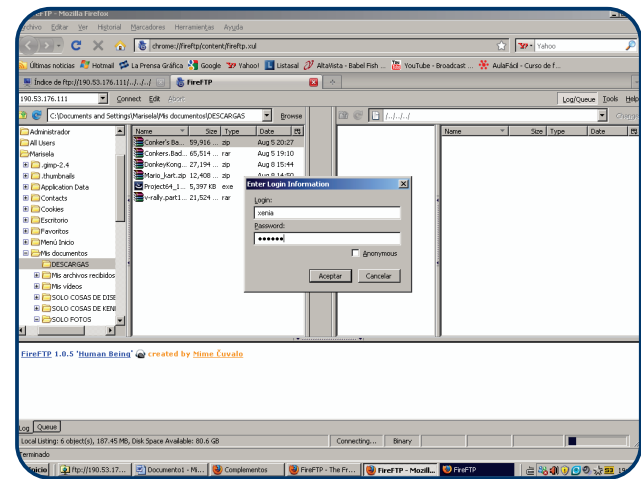 FTP - Mozilla Firefox
Archivo Editar Ver Historial Marcadores Herramientas Ayuda
chrome://fireftp/content/fireftp.xul
Yahoo
Últimas noticias Hotmail La Prensa Gráfica Google Yahoo! Listasal AltaVista - Babel Fish ... YouTube - Broadcast ... AulaFácil - Curso de f...
Índice de ftp://190.53.176.111/../../../ FireFTP
190.53.176.111 Connect Edit Abort Log/Queue Tools Help
C:\Documents and Settings\Marisela\Mis documentos\DESCARGAS Browse /../../../ Change
Administrador
All Users
Marisela
.gimp-2.4
.thumbnails
Application Data
Contacts
Cookies
Escritorio
Favoritos
Menú Inicio
Mis documentos
DESCARGAS
Mis archivos recibidos
Mis vídeos
SOLO COSAS DE DISE
SOLO COSAS DE KENI
SOLO FOTOS
Name Size Type Date
Conker's Ba... 59,916 ... zip Aug 5 20:27
Conkers.Bad... 65,514 ... rar Aug 5 19:10
DonkeyKong... 27,194 ... zip Aug 8 15:44
Mario_kart.zip 12,408 ... zip Aug 8 14:50
Project64_1... 5,397 KB exe
v-rally.part1... 21,524 ... rar
Name Size Type Date
Enter Login Information
Login:
xenia
Password:
••••••
Anonymous
Aceptar Cancelar
FireFTP 1.0.5 'Human Being' created by Mime Čuvalo
Log Queue
Local Listing: 6 object(s), 187.45 MB, Disk Space Available: 80.6 GB Connecting... Binary
Terminado
Inicio ftp://190.53.17... Documento1 - Mi... Complementos FireFTP - The Fr... FireFTP - Mozill... FireFTP